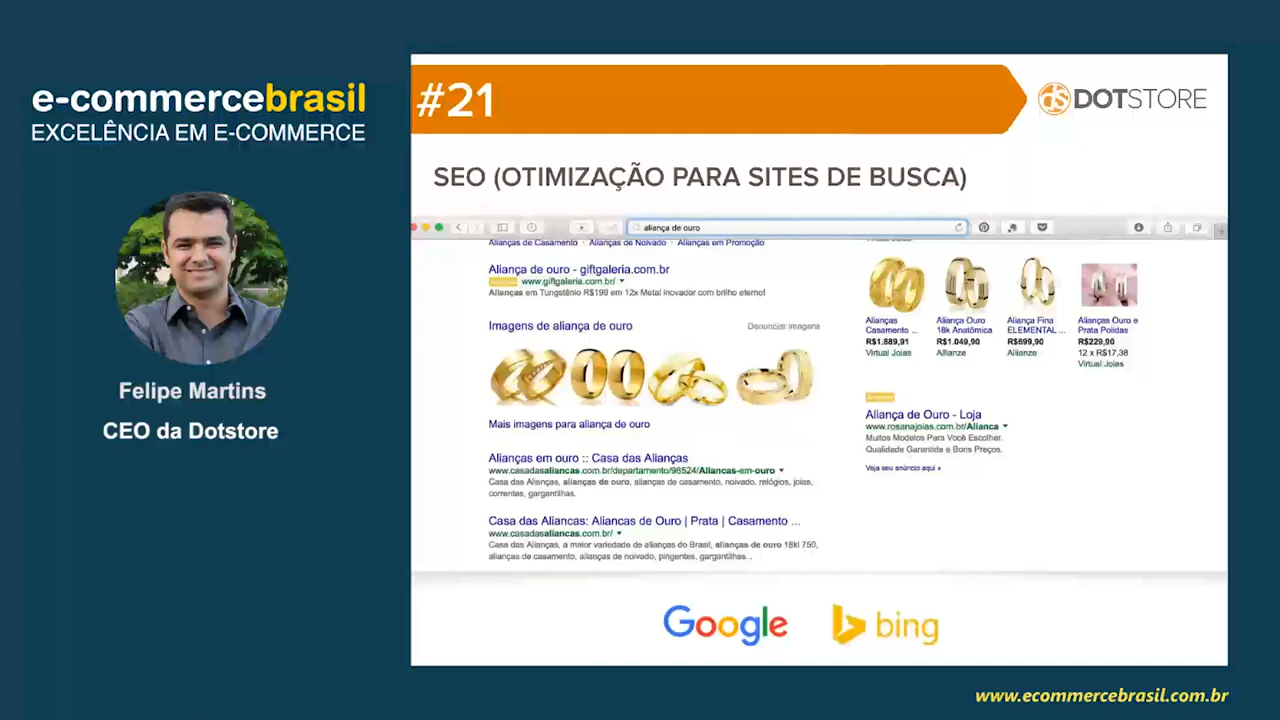 e-commercebrasil
EXCELÊNCIA EM E-COMMERCE
Felipe Martins
CEO da Dotstore
#21
DOTSTORE
SEO (OTIMIZAÇÃO PARA SITES DE BUSCA)
aliança de ouro
Alianças de Casamento · Alianças de Noivado · Alianças em Promoção
Aliança de ouro - giftgaleria.com.br
www.giftgaleria.com.br/
Alianças em Tungstênio R$199 em 12x Metal inovador com brilho eterno!
Imagens de aliança de ouro
Denunciar imagens
Mais imagens para aliança de ouro
Alianças em ouro :: Casa das Alianças
www.casadasaliancas.com.br/departamento/98524/Aliancas-em-ouro
Casa das Alianças, alianças de ouro, alianças de casamento, noivado, relógios, joias,
correntes, gargantilhas.
Casa das Aliancas: Aliancas de Ouro | Prata | Casamento ...
www.casadasaliancas.com.br/
Casa das Alianças, a maior variedade de alianças do Brasil, alianças de ouro 18kl 750,
alianças de casamento, alianças de noivado, pingentes, gargantilhas...
Alianças
Casamento ...
R$1.889,91
Virtual Joias
Aliança Ouro
18k Anatômica
R$1.049,90
Allianze
Aliança Fina
ELEMENTAL ...
R$699,90
Allianze
Alianças Ouro e
Prata Polidas
R$229,90
12 x R$17,38
Virtual Joias
Aliança de Ouro - Loja
www.rosanajoias.com.br/Alianca
Muitos Modelos Para Você Escolher.
Qualidade Garantida e Bons Preços.
Veja seu anúncio aqui »
Google
bing
www.ecommercebrasil.com.br